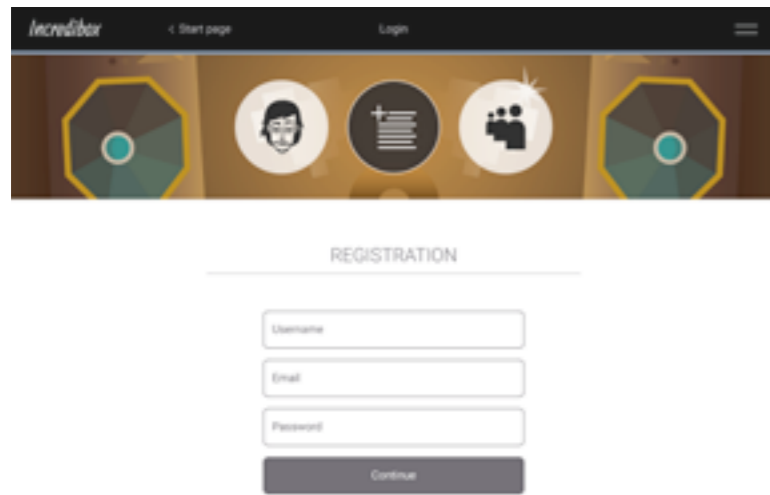 Incredibox
< Start page
Login
REGISTRATION
Username
Email
Password
Continue